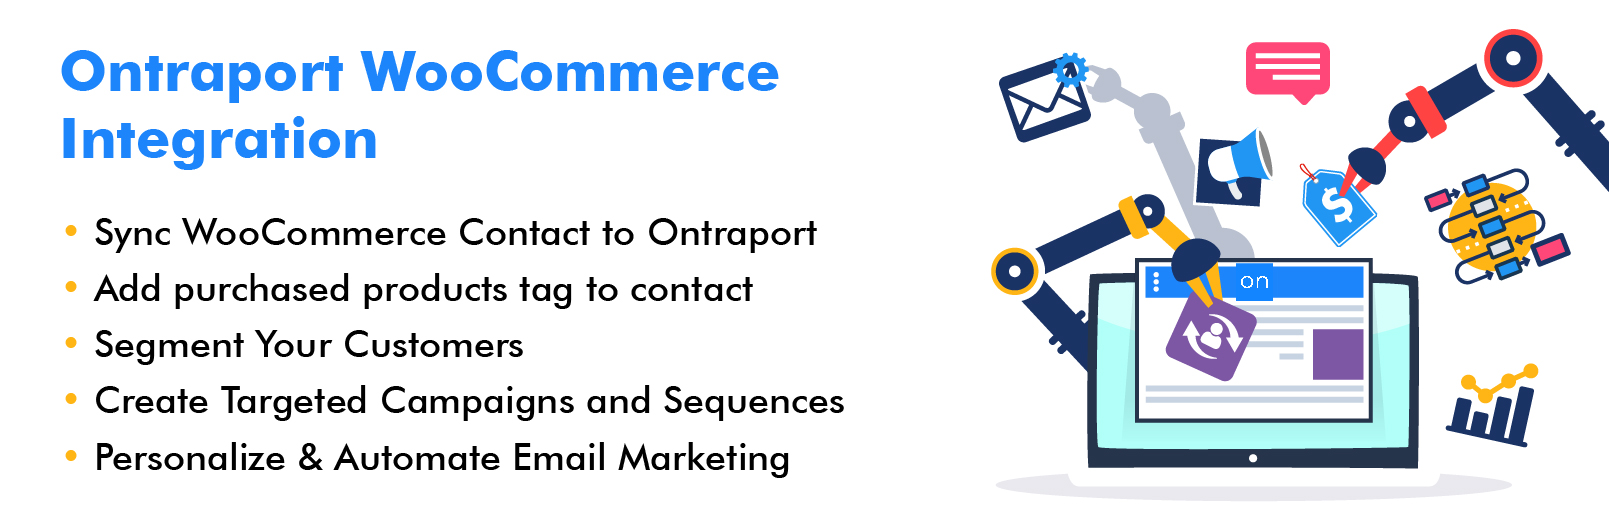 Ontraport WooCommerce
Integration
• Sync WooCommerce Contact to Ontraport
• Add purchased products tag to contact
• Segment Your Customers
• Create Targeted Campaigns and Sequences
• Personalize & Automate Email Marketing
on
$